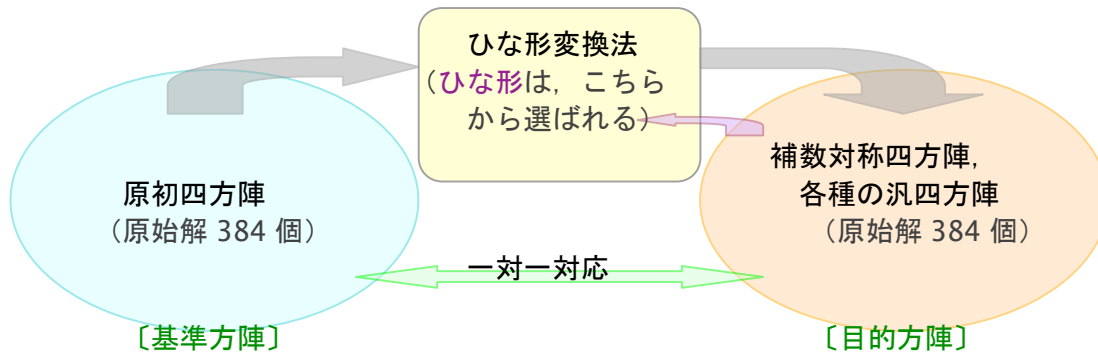 ひな形変換法
（ひな形は，こちら
から選ばれる）
原初四方陣
（原始解 384 個）
補数対称四方陣，
各種の汎四方陣
（原始解 384 個）
一対一対応
〔基準方陣〕
〔目的方陣〕